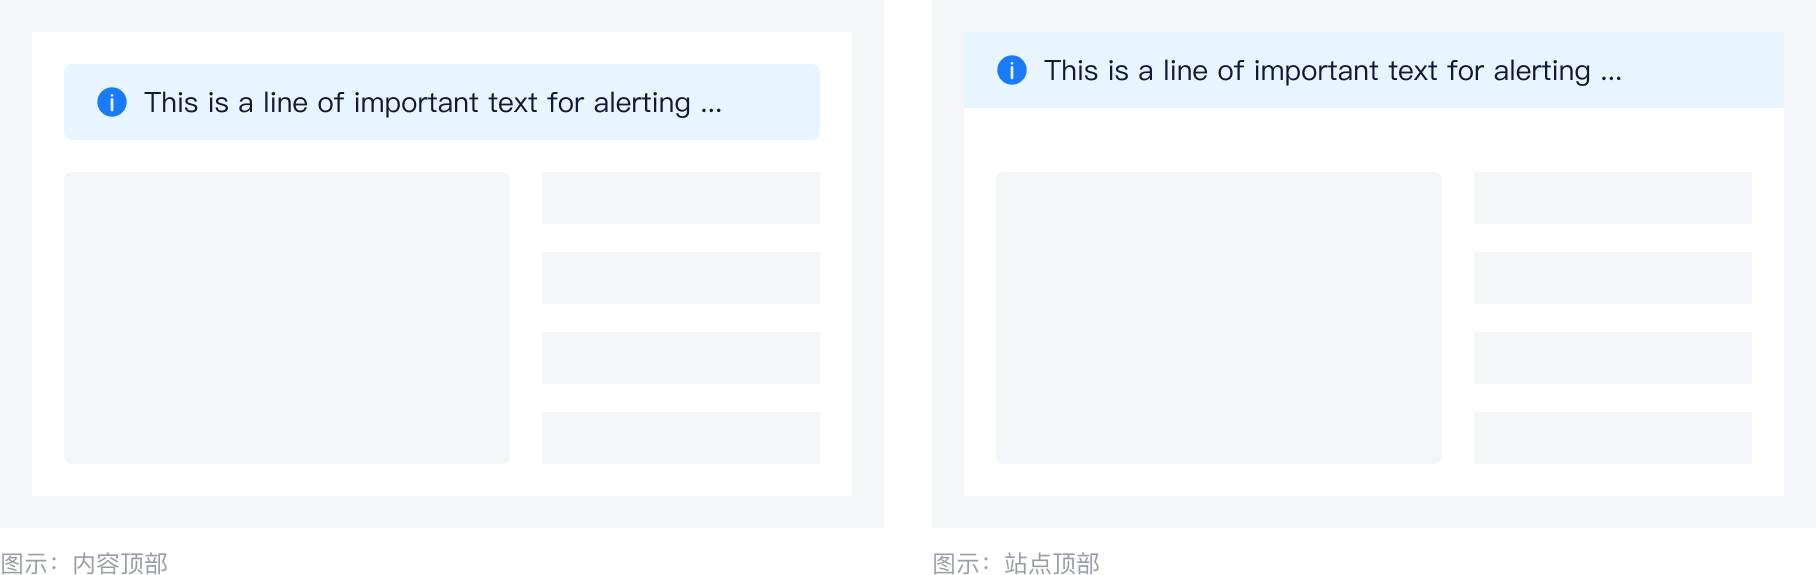 This is a line of important text for alerting ...
This is a line of important text for alerting ...
图示：内容顶部
图示：站点顶部